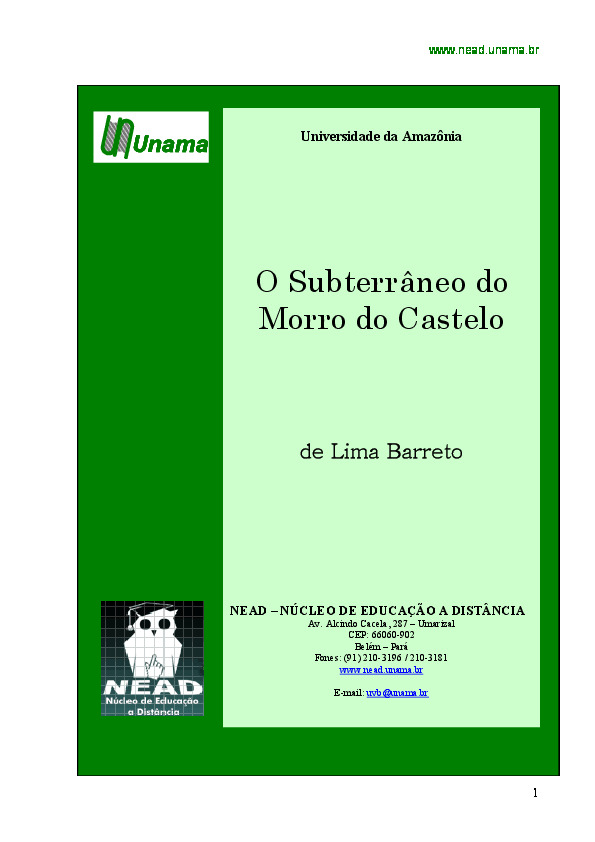 www.nead.unama.br
Unama
Universidade da Amazônia
O Subterrâneo do
Morro do Castelo
de Lima Barreto
NEAD – NÚCLEO DE EDUCAÇÃO A DISTÂNCIA
Av. Alcindo Cacela, 287 – Umarizal
CEP: 66060-902
Belém – Pará
Fones: (91) 210-3196 / 210-3181
www.nead.unama.br
E-mail: uvb@unama.br
NEAD
Núcleo de Educação
a Distância
1